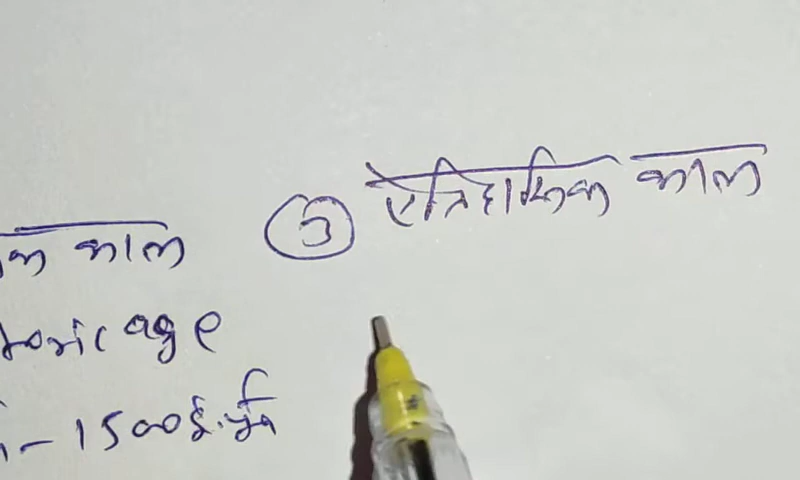 ③ ऐतिहासिक काल
क काल
toric age
- 1500 ई. पूर्व